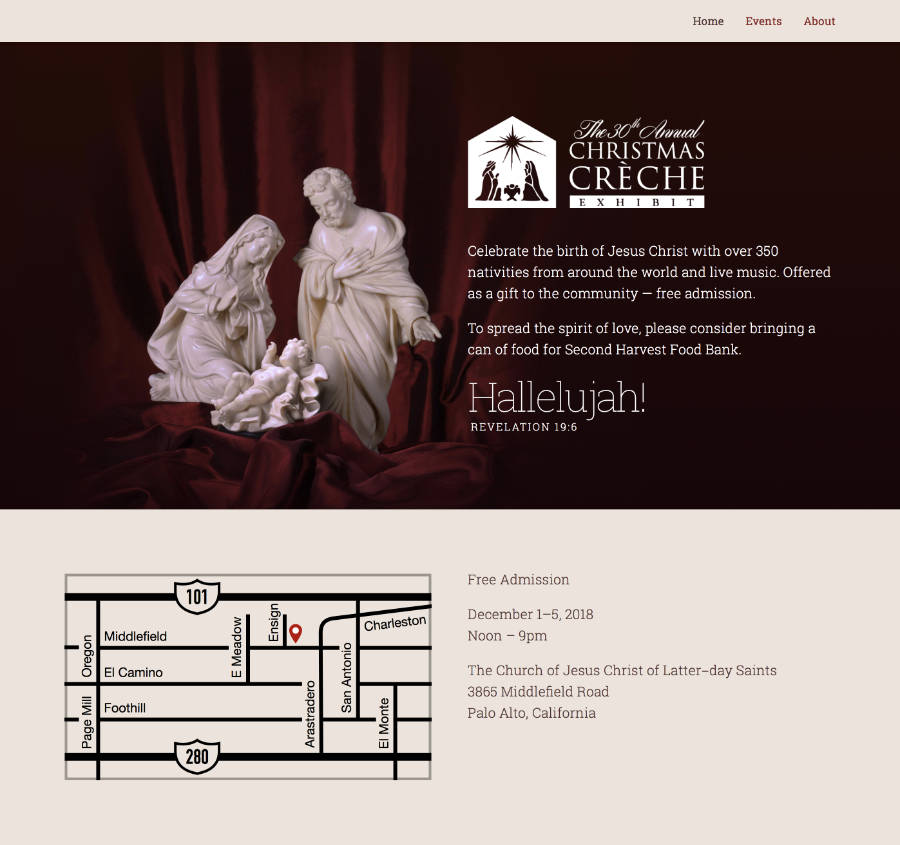 Home Events About
The 30th Annual
CHRISTMAS
CRÈCHE
EXHIBIT
Celebrate the birth of Jesus Christ with over 350
nativities from around the world and live music. Offered
as a gift to the community — free admission.
To spread the spirit of love, please consider bringing a
can of food for Second Harvest Food Bank.
Hallelujah!
REVELATION 19:6
101
Ensign
Charleston
Middlefield
Oregon
E Meadow
San Antonio
El Camino
Foothill
Page Mill
Arastradero
El Monte
280
Free Admission
December 1–5, 2018
Noon – 9pm
The Church of Jesus Christ of Latter–day Saints
3865 Middlefield Road
Palo Alto, California